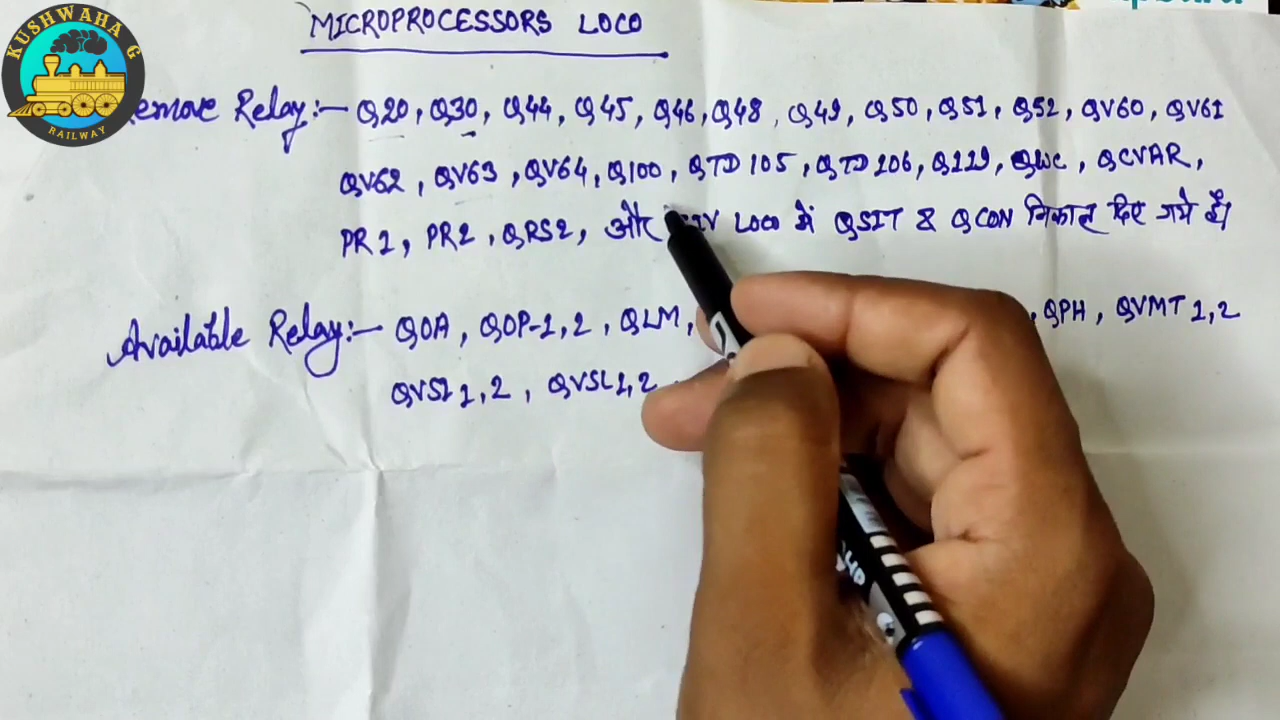 MICROPROCESSORS LOCO
KUSHWAHA G
RAILWAY
Remove Relay:- Q20, Q30, Q44, Q45, Q46, Q48, Q49, Q50, Q51, Q52, QV60, QV61
QV62, QV63, QV64, Q100, QTD 105, QTD 106, Q119, QWC, QCVAR,
PR1, PR2, QRS2, और SIV LOCO में QSIT & QCON निकाल दिए गये हैं।
Available Relay:- QOA, QOP-1,2, QLM, QPH, QVMT 1,2
QVSI 1,2, QVSL 1,2